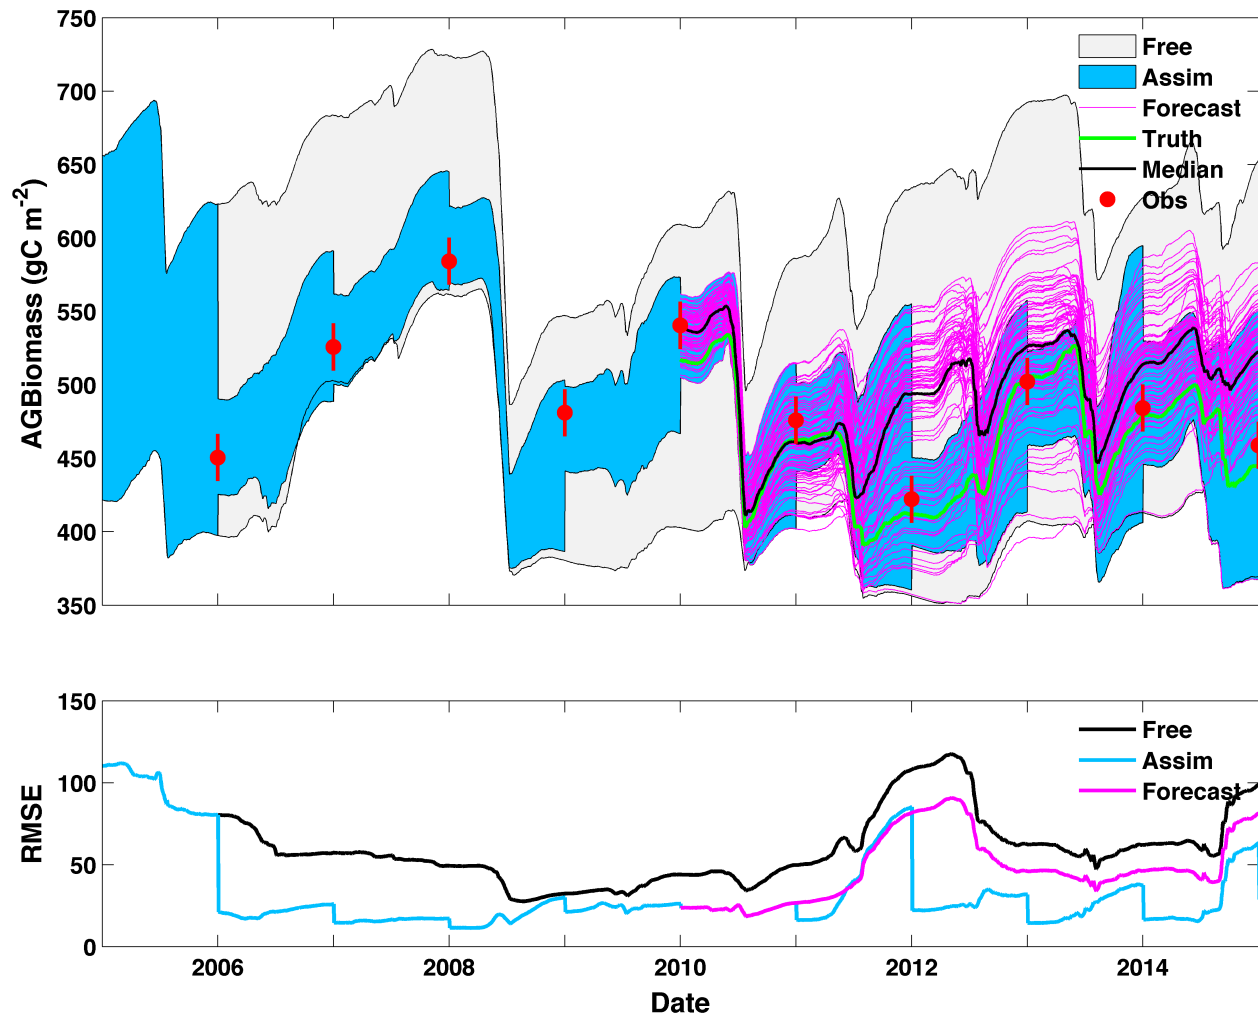 750
700
650
600
550
500
450
400
350
AGBiomass (gC m-2)
Free
Assim
Forecast
Truth
Median
Obs
150
100
50
0
RMSE
Free
Assim
Forecast
2006 2008 2010 2012 2014
Date